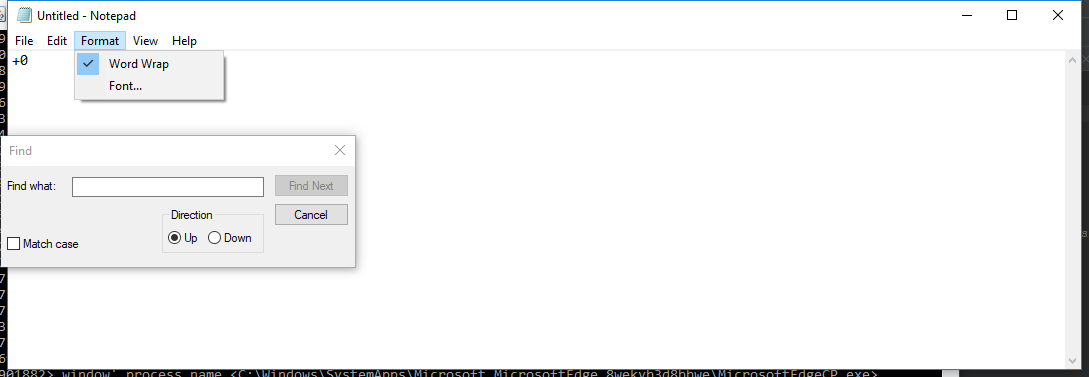 Untitled - Notepad
File Edit Format View Help
+0
Word Wrap
Font...
Find
Find what:
Find Next
Direction
Cancel
Up Down
Match case
901882> window' process name <C:\Windows\SystemApps\Microsoft.MicrosoftEdge_8wekyb3d8bbwe\MicrosoftEdgeCP.exe>